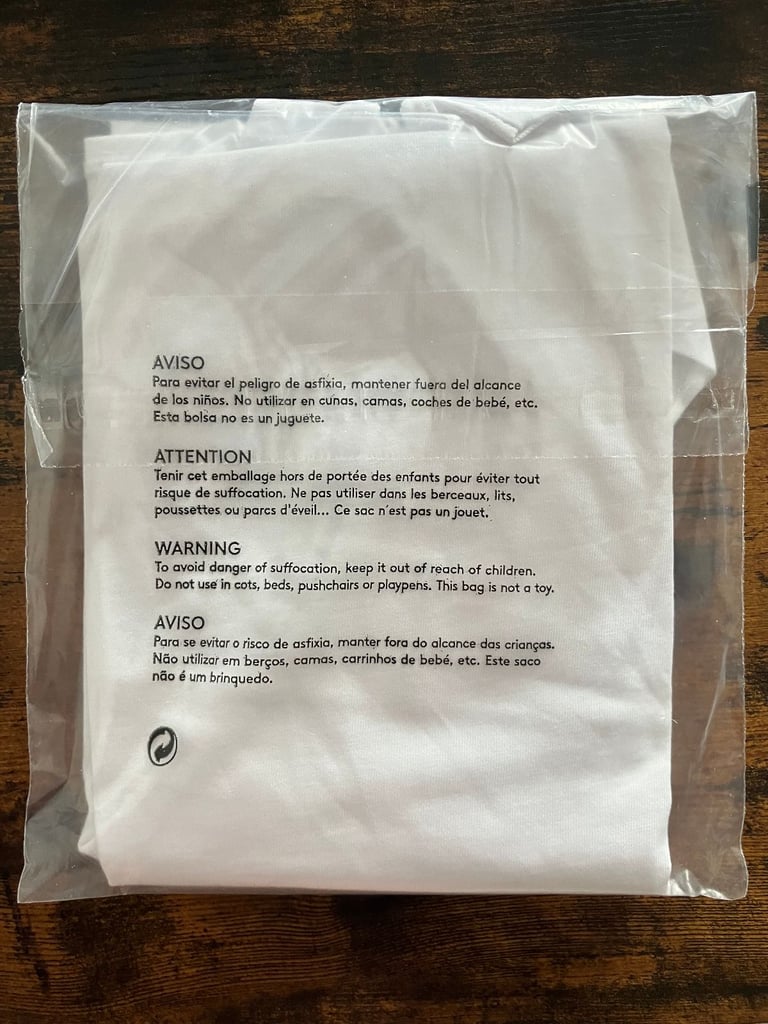 AVISO
Para evitar el peligro de asfixia, mantener fuera del alcance
de los niños. No utilizar en cunas, camas, coches de bebé, etc.
Esta bolsa no es un juguete.
ATTENTION
Tenir cet emballage hors de portée des enfants pour éviter tout
risque de suffocation. Ne pas utiliser dans les berceaux, lits,
poussettes ou parcs d'éveil... Ce sac n'est pas un jouet.
WARNING
To avoid danger of suffocation, keep it out of reach of children.
Do not use in cots, beds, pushchairs or playpens. This bag is not a toy.
AVISO
Para se evitar o risco de asfixia, manter fora do alcance das crianças.
Não utilizar em berços, camas, carrinhos de bebé, etc. Este saco
não é um brinquedo.